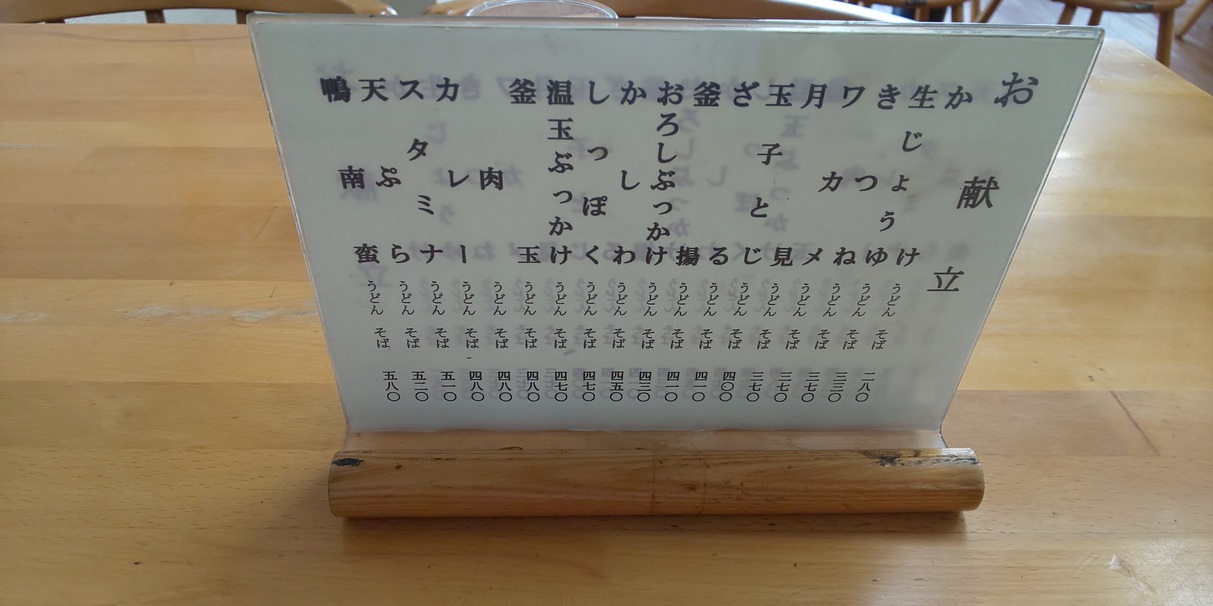 お献立
かけ うどん そば 二八〇
生じょうゆ うどん そば 三三〇
きつね うどん そば 三七〇
ワカメ うどん そば 三七〇
月見 うどん そば 三七〇
玉子とじ うどん そば 四〇〇
ざる うどん そば 四一〇
釜揚 うどん そば 四一〇
おろしぶっかけ うどん そば 四三〇
かしわ うどん そば 四五〇
しっぽく うどん そば 四七〇
温玉ぶっかけ うどん そば 四七〇
釜玉 うどん そば 四八〇
肉 うどん そば 四八〇
カレー うどん そば 四八〇
スタミナ うどん そば 五一〇
天ぷら うどん そば 五二〇
鴨南蛮 うどん そば 五八〇